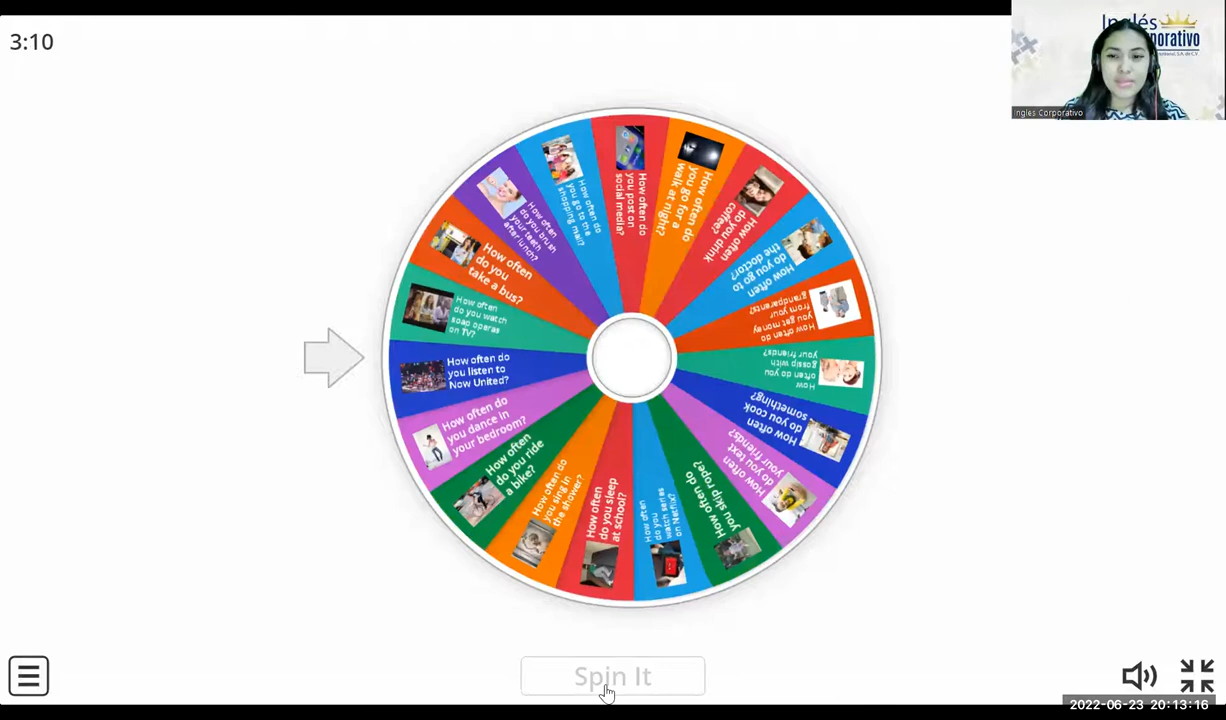 3:10
Inglés
Ingles Corporativo
How often do
you post on
social media?
How often do
you go for a
walk at night?
How often
do you drink
coffee?
How often
do you go to
the doctor?
How often do
you get money
from your
grandparents?
How
often do you
gossip with
your friends?
How often
do you cook
something?
How often
do you text
your friends?
How often do
you skip rope?
How often
do you
watch series
on Netflix?
How often
do you sleep
at school?
How often do
you sing in
the shower?
How often
do you ride
a bike?
How often do
you dance in
your bedroom?
How often do
you listen to
Now United?
How often
do you watch
soap operas
on TV?
How often
do you
take a bus?
How often
do you brush
your teeth
after lunch?
How often do
you go to the
shopping mall?
Spin It
2022-06-23 20:13:16